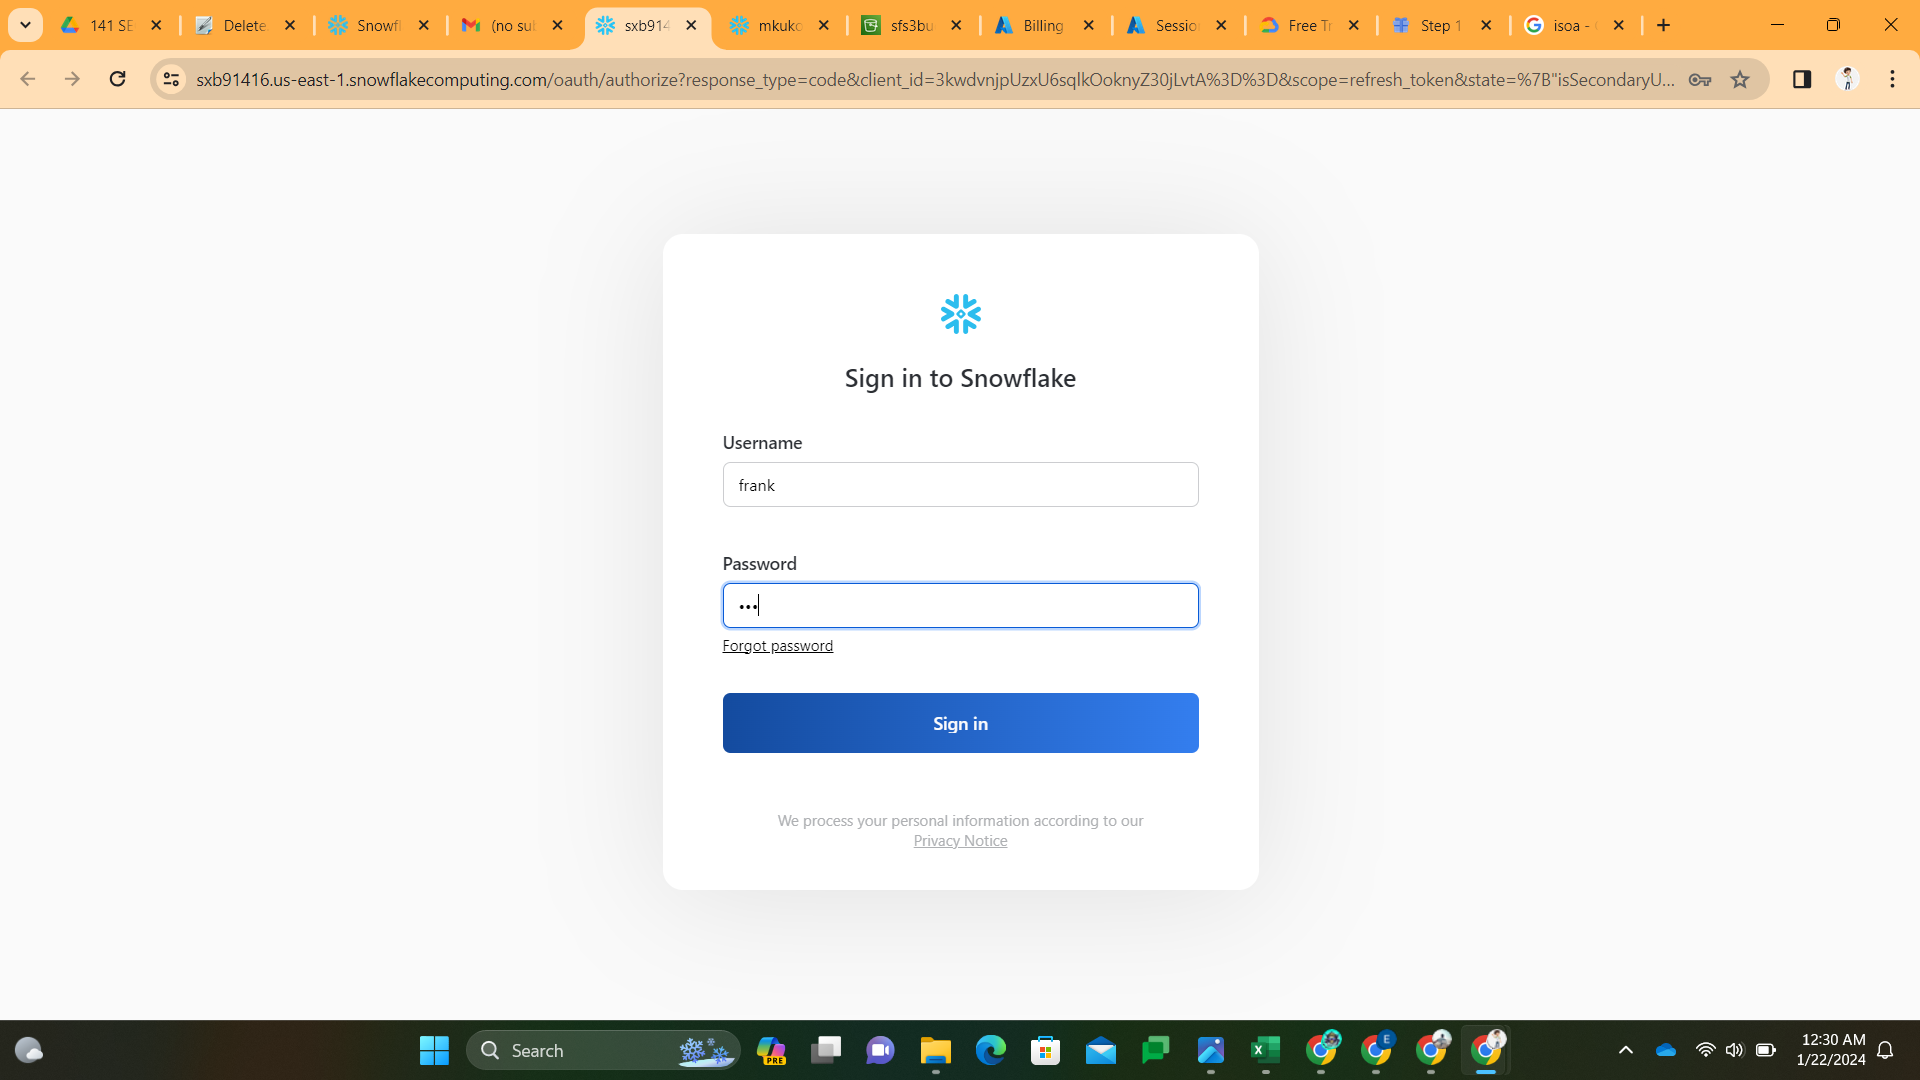 141 SE
Delete
Snowfl
(no sub
sxb914
mkuko
sfs3bu
Billing
Sessio
Free Tr
Step 1
isoa -
sxb91416.us-east-1.snowflakecomputing.com/oauth/authorize?response_type=code&client_id=3kwdvnjpUzxU6sqlkOoknyZ30jLvtA%3D%3D&scope=refresh_token&state=%7B"isSecondaryU...
Sign in to Snowflake
Username
frank
Password
•••
Forgot password
Sign in
We process your personal information according to our
Privacy Notice
Search
PRE
E
12:30 AM
1/22/2024